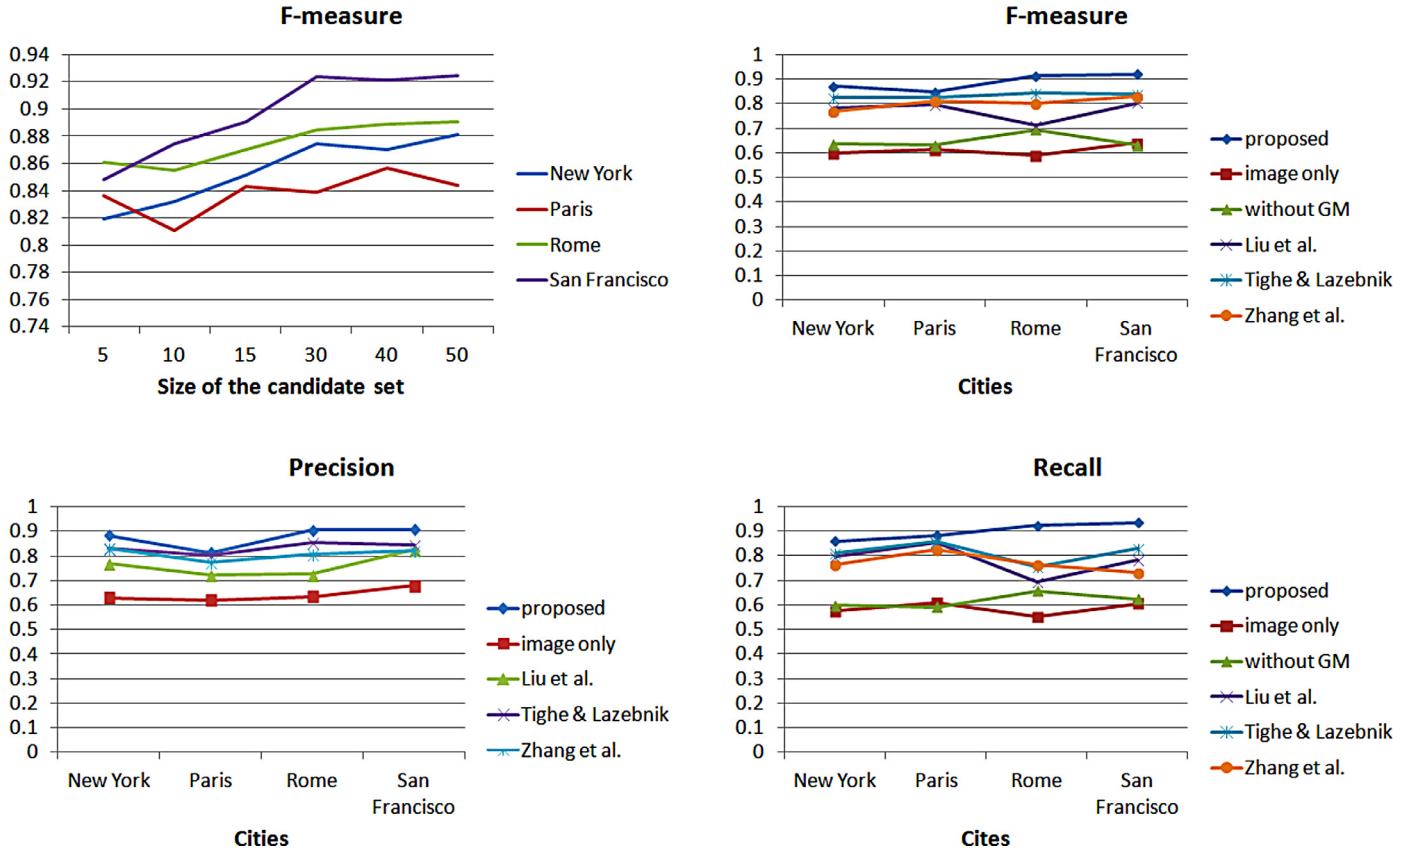 F-measure
0.94
0.92
0.9
0.88
0.86
0.84
0.82
0.8
0.78
0.76
0.74
5 10 15 30 40 50
Size of the candidate set
New York
Paris
Rome
San Francisco
F-measure
1
0.9
0.8
0.7
0.6
0.5
0.4
0.3
0.2
0.1
0
New York Paris Rome San
Francisco
Cities
proposed
image only
without GM
Liu et al.
Tighe & Lazebnik
Zhang et al.
Precision
1
0.9
0.8
0.7
0.6
0.5
0.4
0.3
0.2
0.1
0
New York Paris Rome San
Francisco
Cities
proposed
image only
Liu et al.
Tighe & Lazebnik
Zhang et al.
Recall
1
0.9
0.8
0.7
0.6
0.5
0.4
0.3
0.2
0.1
0
New York Paris Rome San
Francisco
Cites
proposed
image only
without GM
Liu et al.
Tighe & Lazebnik
Zhang et al.